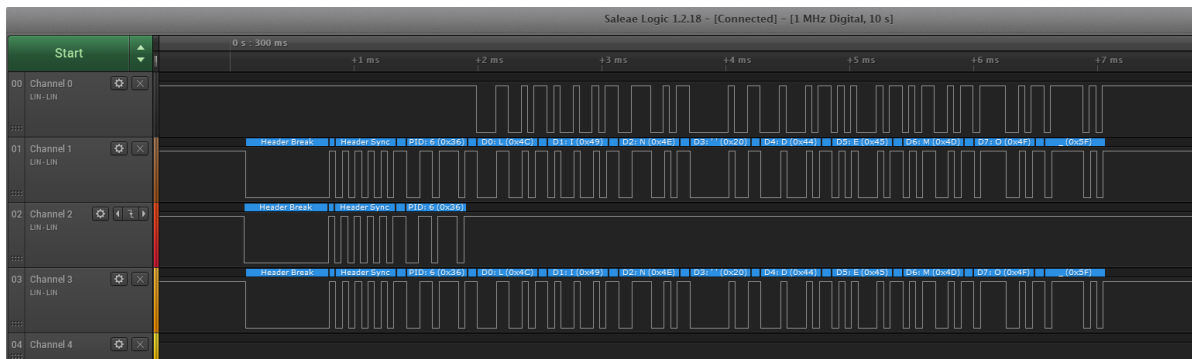 Saleae Logic 1.2.18 - [Connected] - [1 MHz Digital, 10 s]
Start
0 s : 300 ms
+1 ms +2 ms +3 ms +4 ms +5 ms +6 ms +7 ms
00 Channel 0
LIN - LIN
01 Channel 1
LIN - LIN
Header Break Header Sync PID: 6 (0x36) D0: L (0x4C) D1: I (0x49) D2: N (0x4E) D3: ' ' (0x20) D4: D (0x44) D5: E (0x45) D6: M (0x4D) D7: O (0x4F) _ (0x5F)
02 Channel 2
LIN - LIN
Header Break Header Sync PID: 6 (0x36)
03 Channel 3
LIN - LIN
Header Break Header Sync PID: 6 (0x36) D0: L (0x4C) D1: I (0x49) D2: N (0x4E) D3: ' ' (0x20) D4: D (0x44) D5: E (0x45) D6: M (0x4D) D7: O (0x4F) _ (0x5F)
04 Channel 4